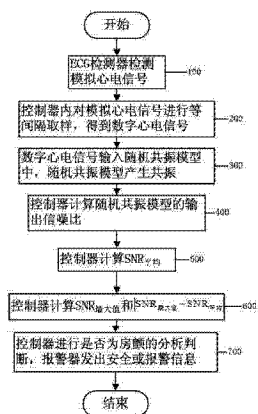 开始
ECG检测器检测
模拟心电信号
100
控制器内对模拟心电信号进行等
间隔取样，得到数字心电信号
200
数字心电信号输入随机共振模型
中，随机共振模型产生共振
300
控制器计算随机共振模型的输
出信噪比
400
控制器计算SNR平均
500
控制器计算SNR最大值和|SNR最大值-SNR平均|
600
控制器进行是否为房颤的分析判
断，报警器发出安全或报警信息
700
结束